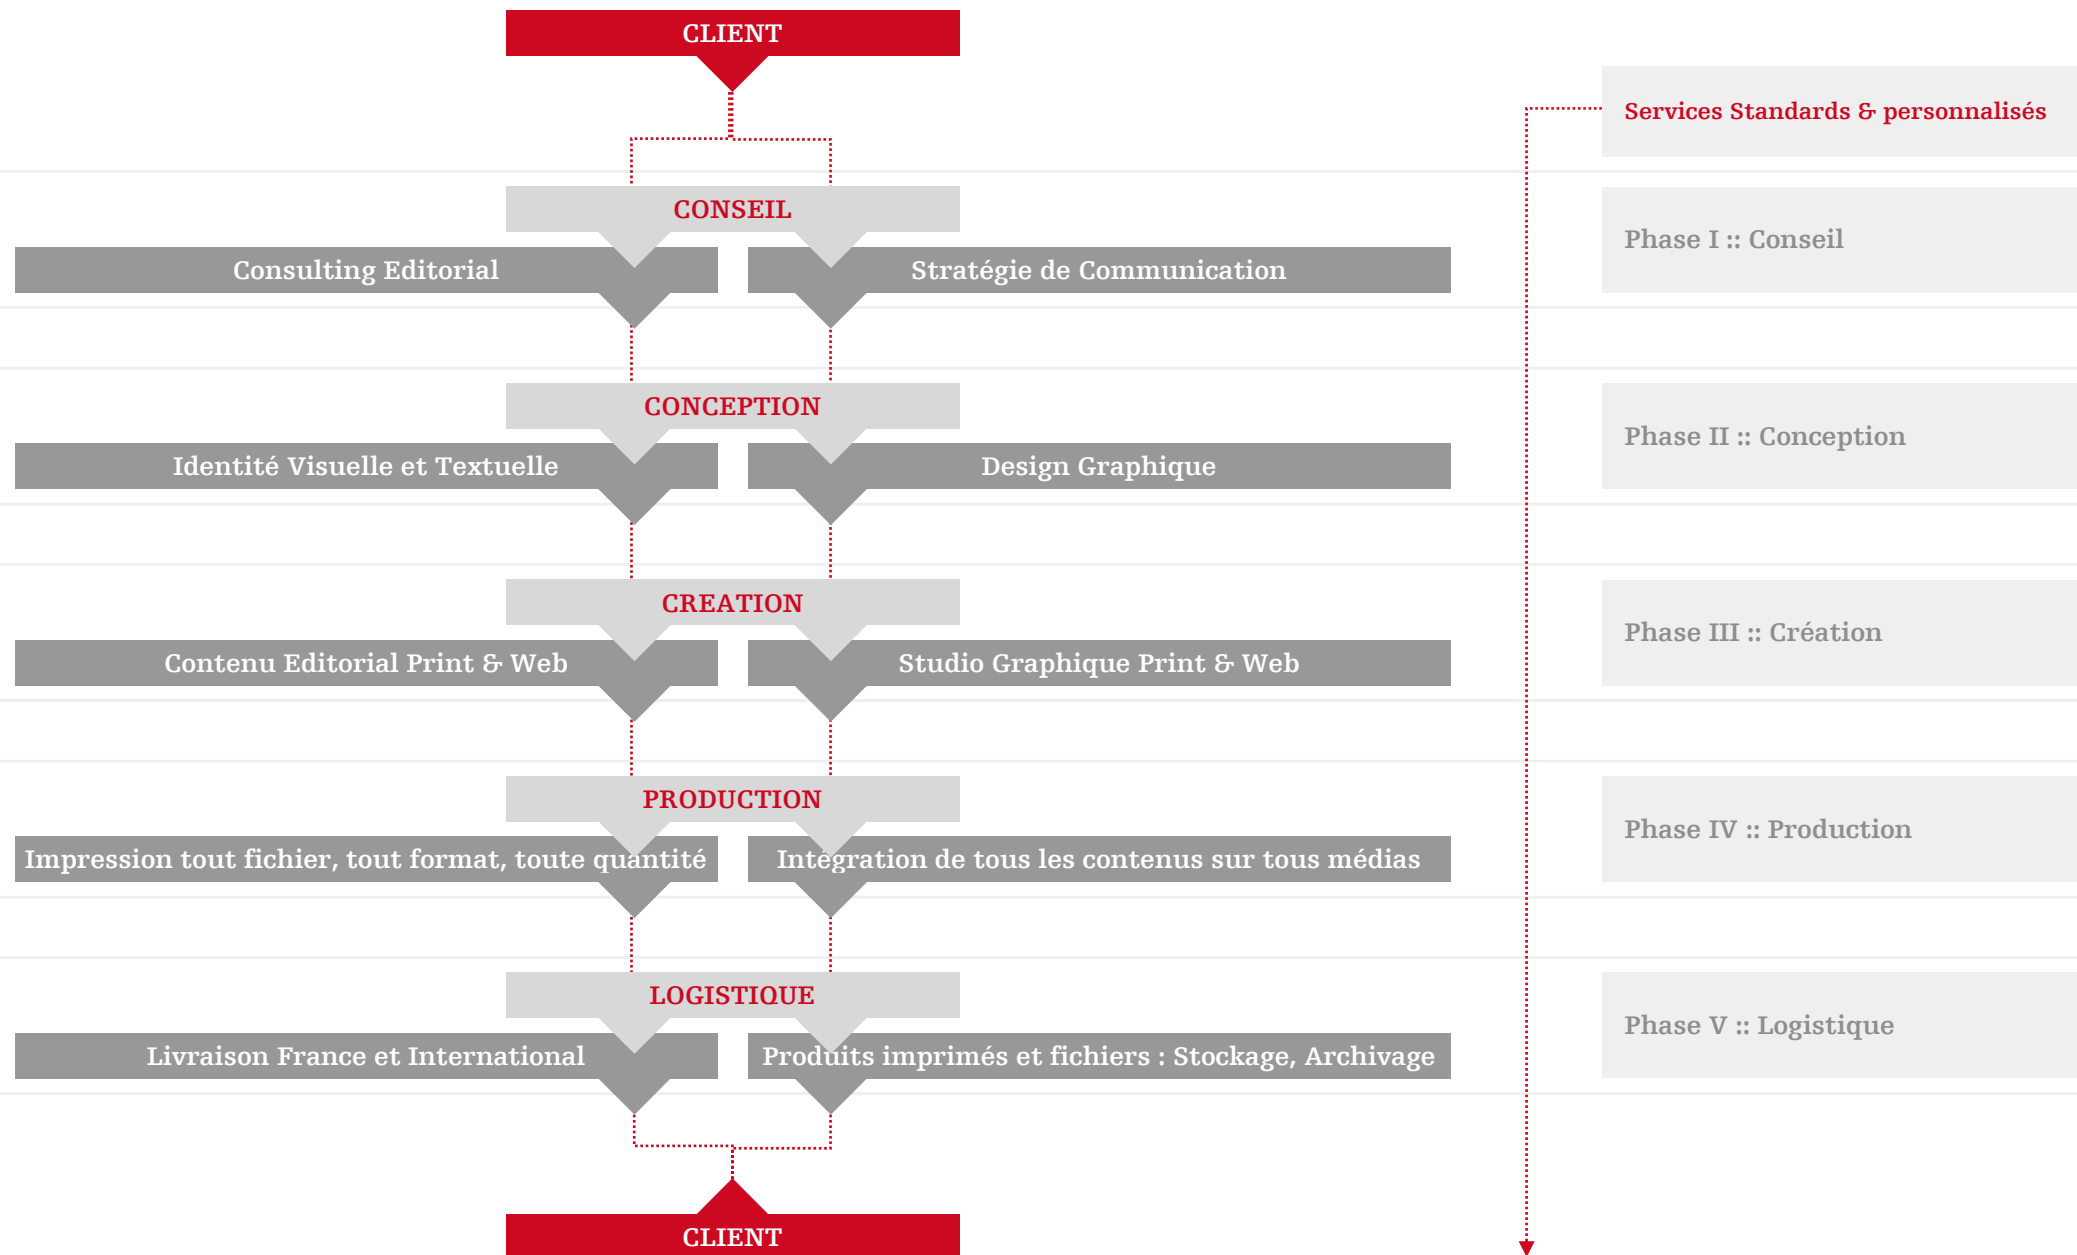 CLIENT
Services Standards & personnalisés
CONSEIL
Phase I :: Conseil
Consulting Editorial
Stratégie de Communication
CONCEPTION
Phase II :: Conception
Identité Visuelle et Textuelle
Design Graphique
CREATION
Phase III :: Création
Contenu Editorial Print & Web
Studio Graphique Print & Web
PRODUCTION
Phase IV :: Production
Impression tout fichier, tout format, toute quantité
Intégration de tous les contenus sur tous médias
LOGISTIQUE
Phase V :: Logistique
Livraison France et International
Produits imprimés et fichiers : Stockage, Archivage
CLIENT